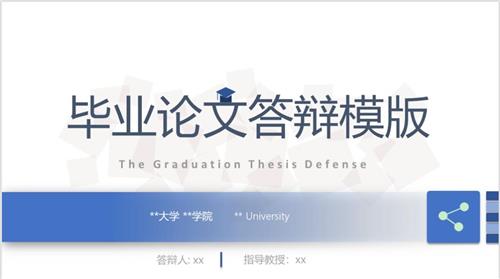 毕业论文答辩模版
The Graduation Thesis Defense
**大学 **学院 ** University
答辩人: xx 指导教授: xx